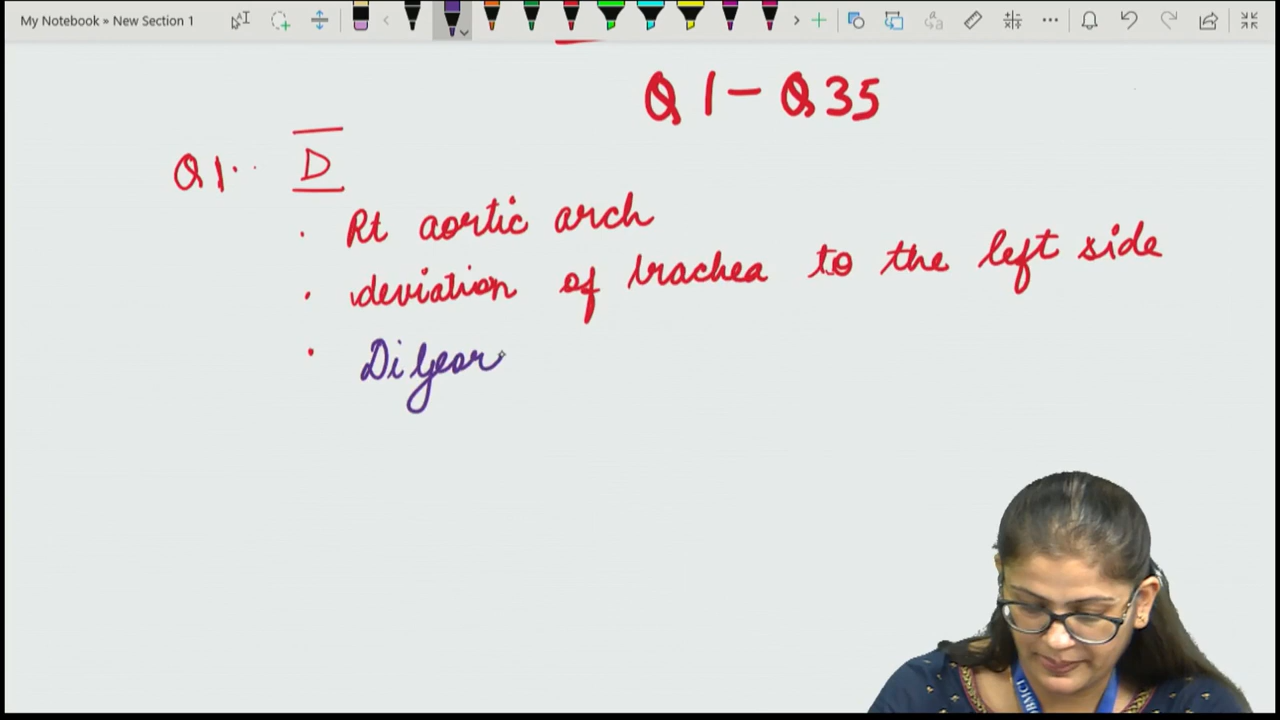 My Notebook » New Section 1
Q1 - Q35
Q1. D
. Rt aortic arch
. deviation of trachea to the left side
. DiGeor